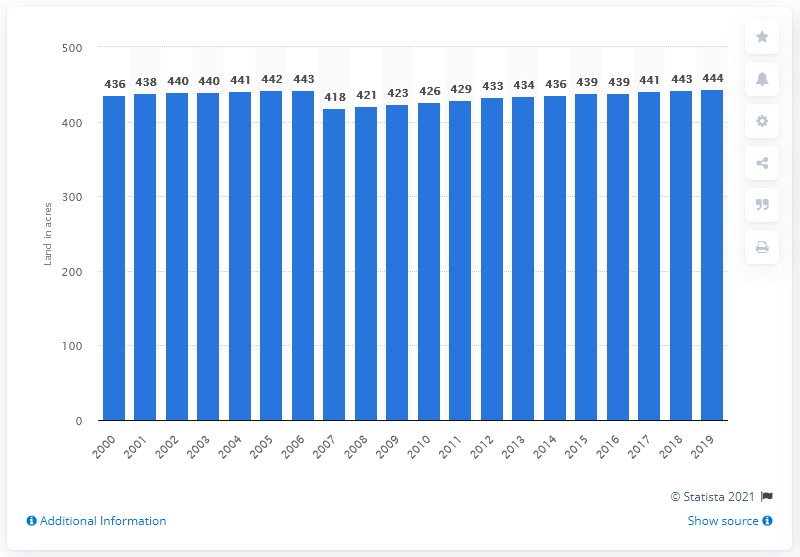 500
400
300
200
100
0
Land in acres
436 438 440 440 441 442 443 418 421 423 426 429 433 434 436 439 439 441 443 444
2000 2001 2002 2003 2004 2005 2006 2007 2008 2009 2010 2011 2012 2013 2014 2015 2016 2017 2018 2019
© Statista 2021
Additional Information
Show source